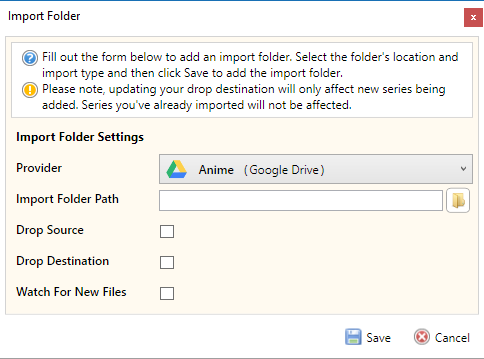 Import Folder
Fill out the form below to add an import folder. Select the folder's location and
import type and then click Save to add the import folder.
Please note, updating your drop destination will only affect new series being
added. Series you've already imported will not be affected.
Import Folder Settings
Provider
Anime (Google Drive)
Import Folder Path
Drop Source
Drop Destination
Watch For New Files
Save Cancel